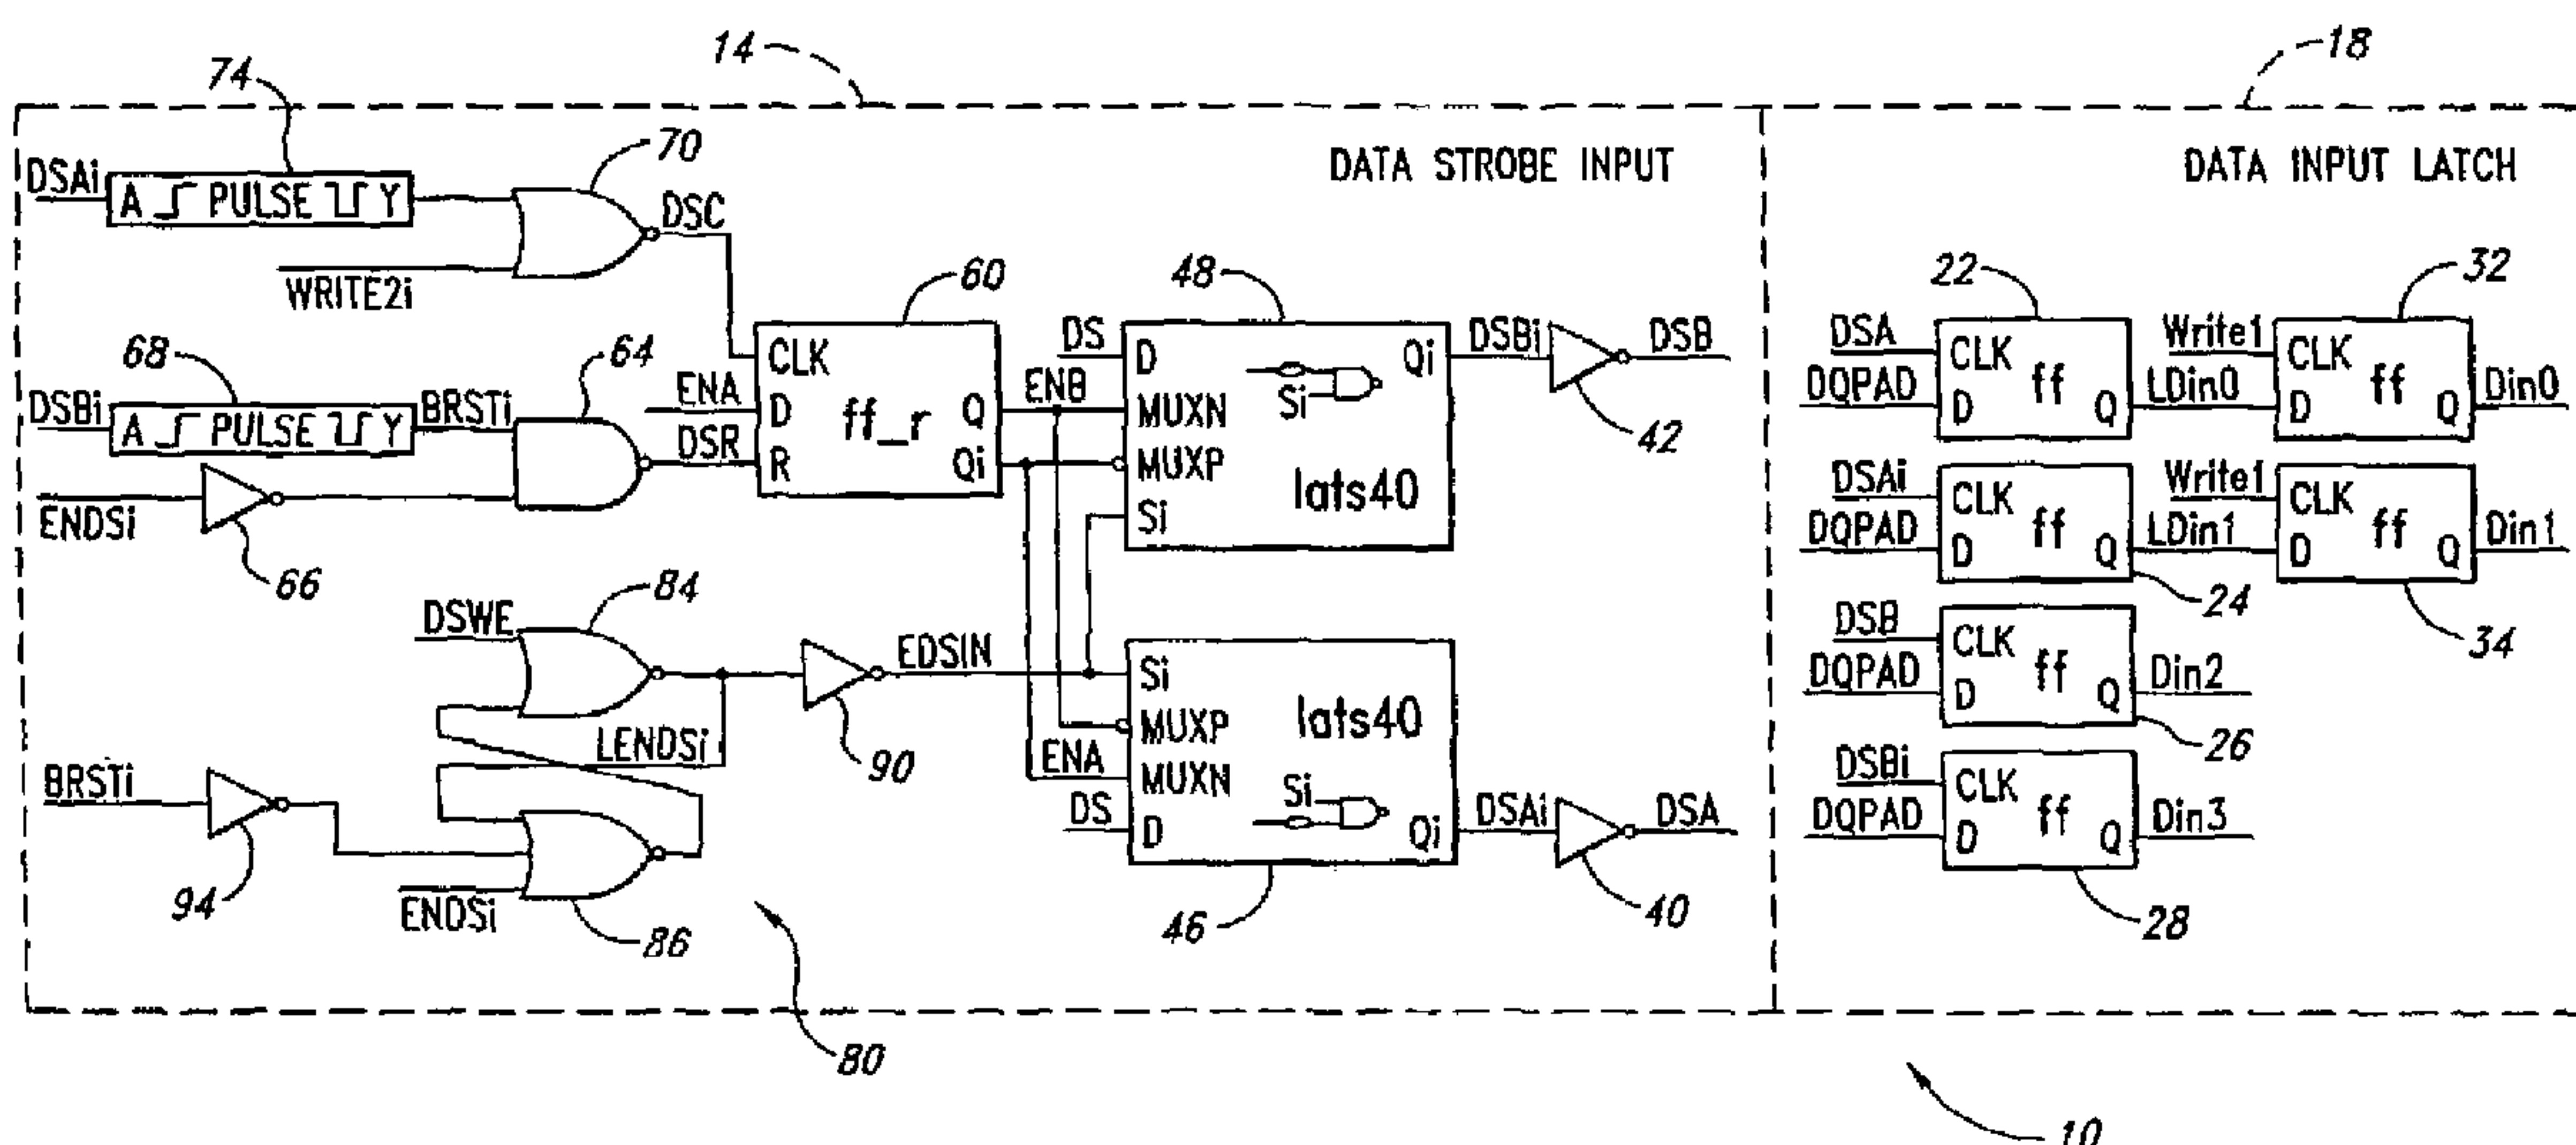 14
18
74
70
DSAi
A PULSE Y
DSC
WRITE2i
DATA STROBE INPUT
DATA INPUT LATCH
60
48
22
32
68
64
DSBi
A PULSE Y
BRSTi
ENDSi
66
ENA
DSR
CLK
D
R
ff_r
Q
Qi
ENB
DS
D
MUXN
MUXP
Si
Si
lats40
Qi
DSBi
DSB
42
DSA
DQPAD
CLK
D
ff
Q
LDin0
Write1
CLK
D
ff
Q
Din0
DSAi
DQPAD
CLK
D
ff
Q
LDin1
Write1
CLK
D
ff
Q
Din1
24
34
DSB
DQPAD
CLK
D
ff
Q
Din2
26
DSBi
DQPAD
CLK
D
ff
Q
Din3
28
84
DSWE
EDSIN
LENDSi
90
BRSTi
94
ENDSi
86
80
ENA
DS
Si
MUXP
MUXN
D
lats40
Si
Qi
DSAi
DSA
46
40
10